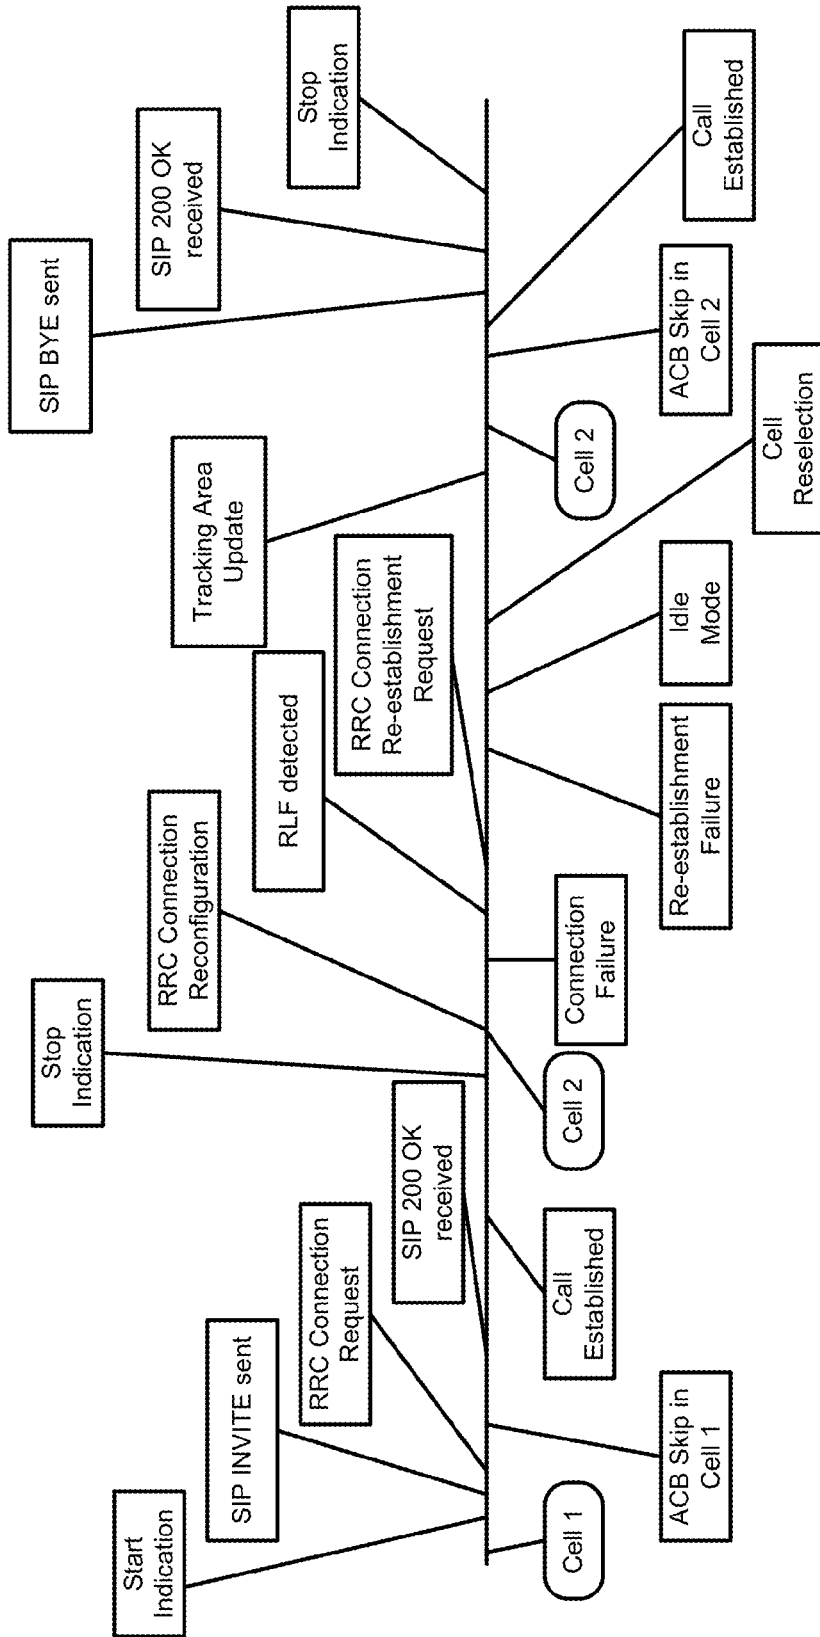 Start
Indication
SIP INVITE sent
RRC Connection
Request
SIP 200 OK
received
Stop
Indication
RRC Connection
Reconfiguration
RLF detected
RRC Connection
Re-establishment
Request
Tracking Area
Update
SIP BYE sent
SIP 200 OK
received
Stop
Indication
Cell 1
ACB Skip in
Cell 1
Call
Established
Cell 2
Connection
Failure
Re-establishment
Failure
Idle
Mode
Cell
Reselection
Cell 2
ACB Skip in
Cell 2
Call
Established